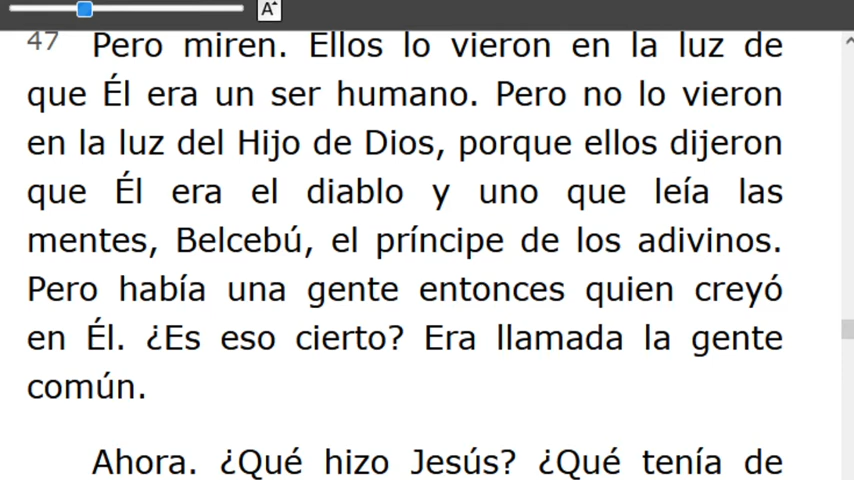 A
47 Pero miren. Ellos lo vieron en la luz de
que Él era un ser humano. Pero no lo vieron
en la luz del Hijo de Dios, porque ellos dijeron
que Él era el diablo y uno que leía las
mentes, Belcebú, el príncipe de los adivinos.
Pero había una gente entonces quien creyó
en Él. ¿Es eso cierto? Era llamada la gente
común.
Ahora. ¿Qué hizo Jesús? ¿Qué tenía de